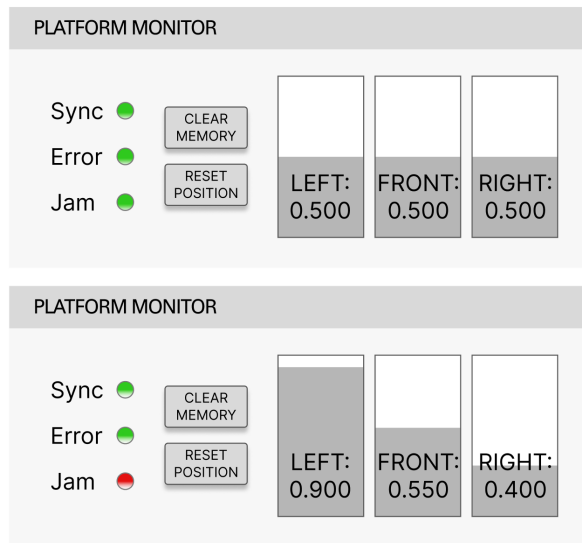 PLATFORM MONITOR
Sync
Error
Jam
CLEAR
MEMORY
RESET
POSITION
LEFT:
0.500
FRONT:
0.500
RIGHT:
0.500
PLATFORM MONITOR
Sync
Error
Jam
CLEAR
MEMORY
RESET
POSITION
LEFT:
0.900
FRONT:
0.550
RIGHT:
0.400